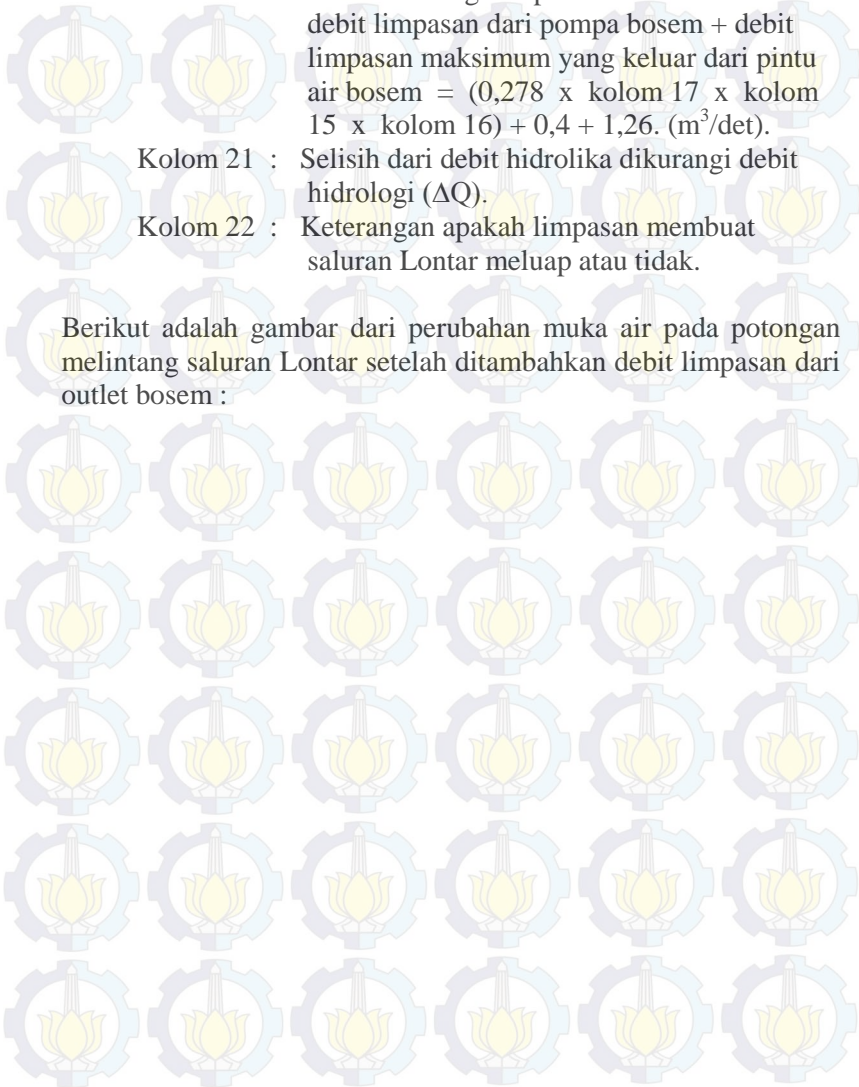 debit limpasan dari pompa bosem + debit
limpasan maksimum yang keluar dari pintu
air bosem = (0,278 x kolom 17 x kolom
15 x kolom 16) + 0,4 + 1,26. (m³/det).
Kolom 21 : Selisih dari debit hidrolika dikurangi debit
hidrologi (∆Q).
Kolom 22 : Keterangan apakah limpasan membuat
saluran Lontar meluap atau tidak.
Berikut adalah gambar dari perubahan muka air pada potongan
melintang saluran Lontar setelah ditambahkan debit limpasan dari
outlet bosem :